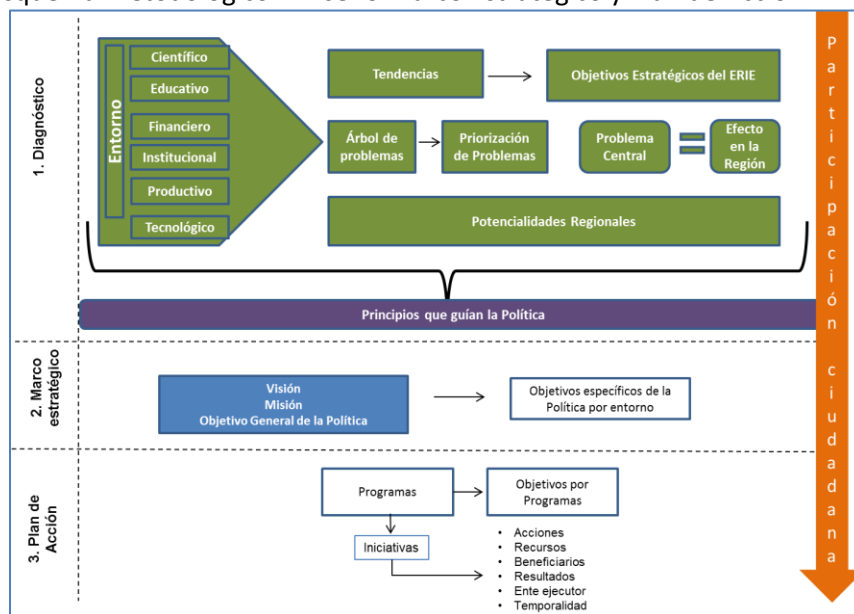 1. Diagnóstico
Entorno
Científico
Educativo
Financiero
Institucional
Productivo
Tecnológico
Tendencias
Objetivos Estratégicos del ERIE
Árbol de
problemas
Priorización
de Problemas
Problema
Central
Efecto
en la
Región
Potencialidades Regionales
Principios que guían la Política
2. Marco
estratégico
Visión
Misión
Objetivo General de la Política
Objetivos específicos de la
Política por entorno
3. Plan de
Acción
Programas
Objetivos por
Programas
Iniciativas
• Acciones
• Recursos
• Beneficiarios
• Resultados
• Ente ejecutor
• Temporalidad
Participación ciudadana